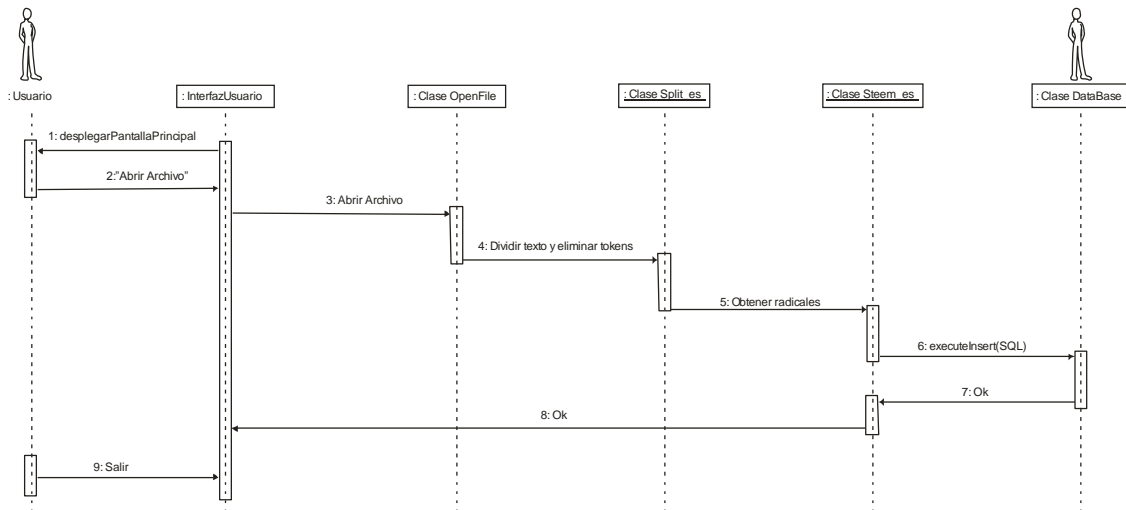 : Usuario
: InterfazUsuario
: Clase OpenFile
: Clase Split_es
: Clase Steem_es
: Clase DataBase
1: desplegarPantallaPrincipal
2:"Abrir Archivo"
3: Abrir Archivo
4: Dividir texto y eliminar tokens
5: Obtener radicales
6: executeInsert(SQL)
7: Ok
8: Ok
9: Salir